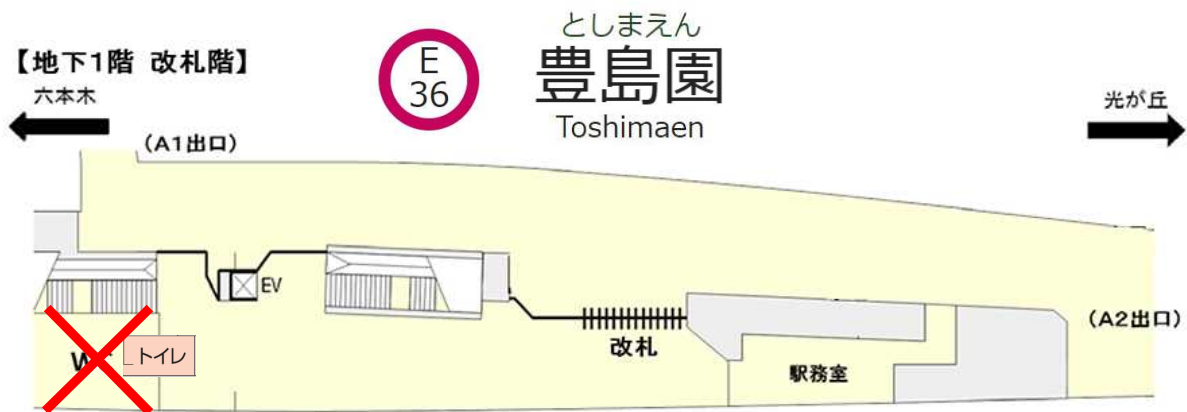 としまえん
豊島園
Toshimaen
E
36
【地下1階 改札階】
六本木
光が丘
(A1出口)
EV
改札
(A2出口)
トイレ
駅務室